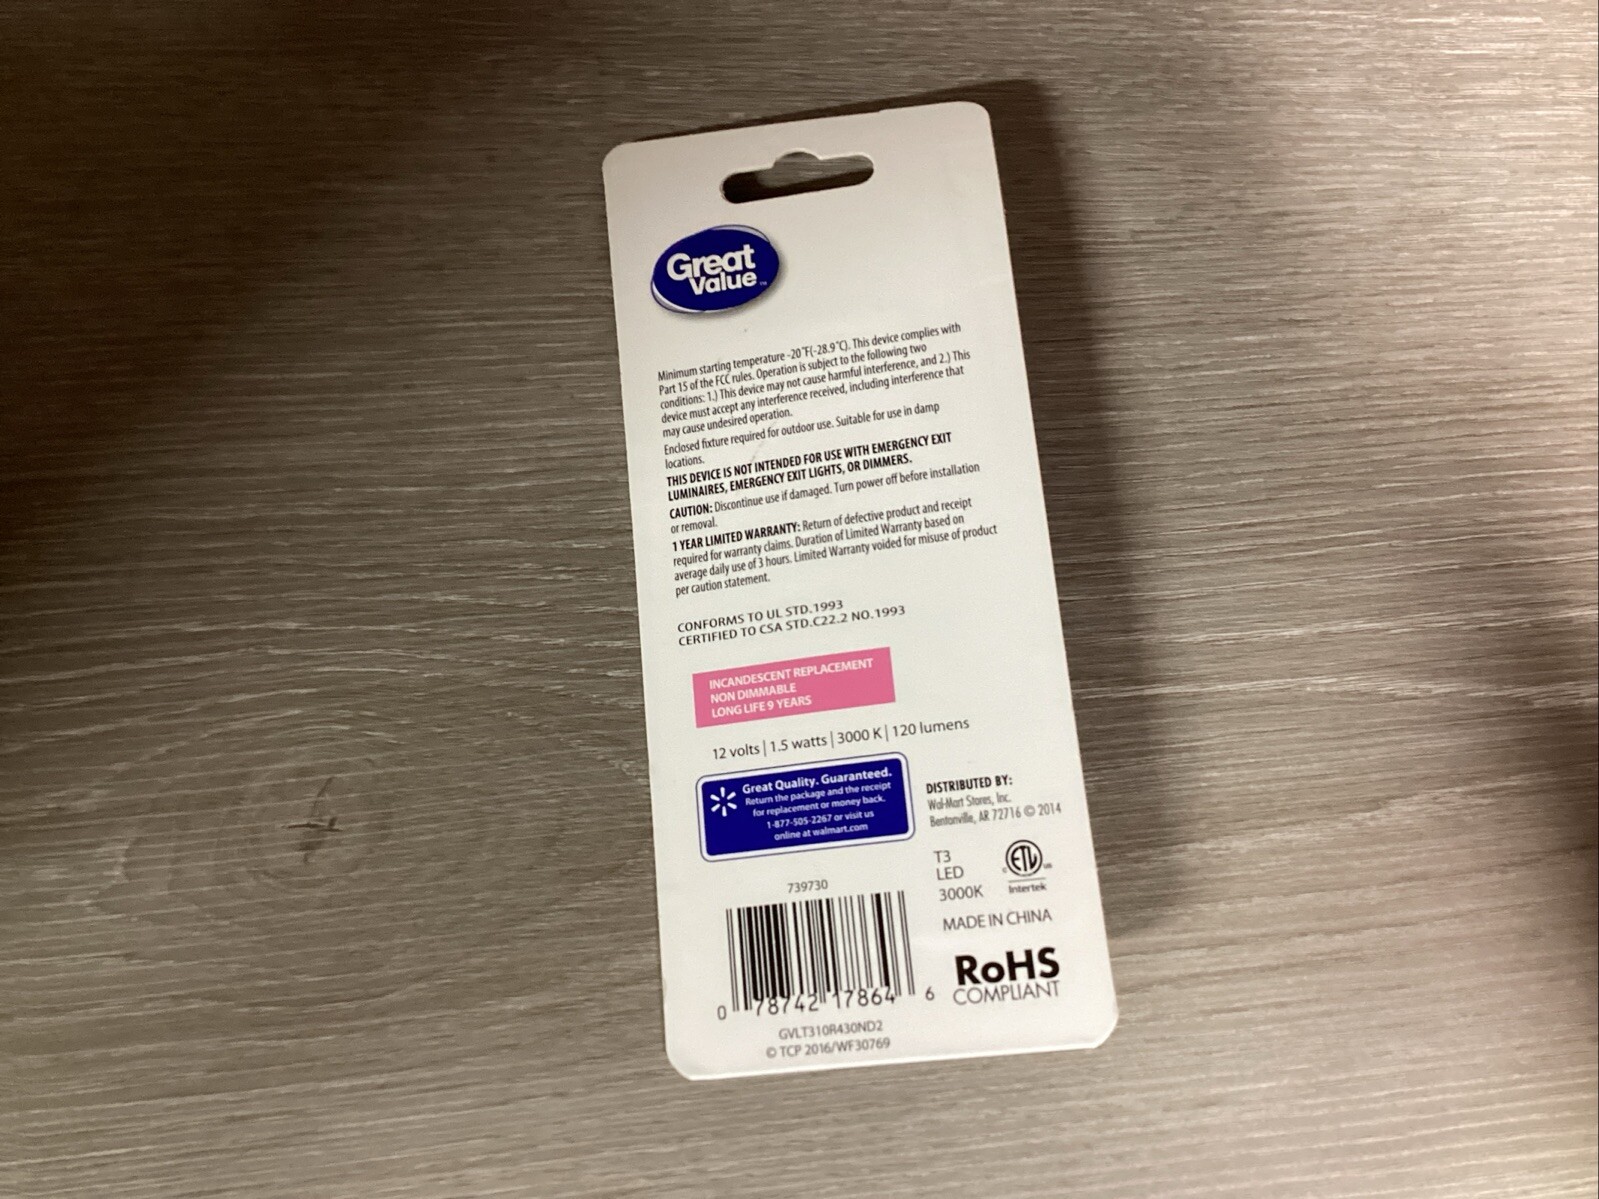 Great
Value™
Minimum starting temperature -20˚F(-28.9˚C). This device complies with
Part 15 of the FCC rules. Operation is subject to the following two
conditions: 1.) This device may not cause harmful interference, and 2.) This
device must accept any interference received, including interference that
may cause undesired operation.
Enclosed fixture required for outdoor use. Suitable for use in damp
locations.
THIS DEVICE IS NOT INTENDED FOR USE WITH EMERGENCY EXIT
LUMINAIRES, EMERGENCY EXIT LIGHTS, OR DIMMERS.
CAUTION: Discontinue use if damaged. Turn power off before installation
or removal.
1 YEAR LIMITED WARRANTY: Return of defective product and receipt
required for warranty claims. Duration of Limited Warranty based on
average daily use of 3 hours. Limited Warranty voided for misuse of product
per caution statement.
CONFORMS TO UL STD.1993
CERTIFIED TO CSA STD.C22.2 NO.1993
INCANDESCENT REPLACEMENT
NON DIMMABLE
LONG LIFE 9 YEARS
12 volts | 1.5 watts | 3000 K | 120 lumens
Great Quality. Guaranteed.
Return the package and the receipt
for replacement or money back.
1-877-505-2267 or visit us
online at walmart.com
DISTRIBUTED BY:
Wal-Mart Stores, Inc.
Bentonville, AR 72716 © 2014
T3
LED
3000K
c ETL us
Intertek
MADE IN CHINA
RoHS
COMPLIANT
739730
0 78742 17864 6
GVLT310R430ND2
© TCP 2016/WF30769